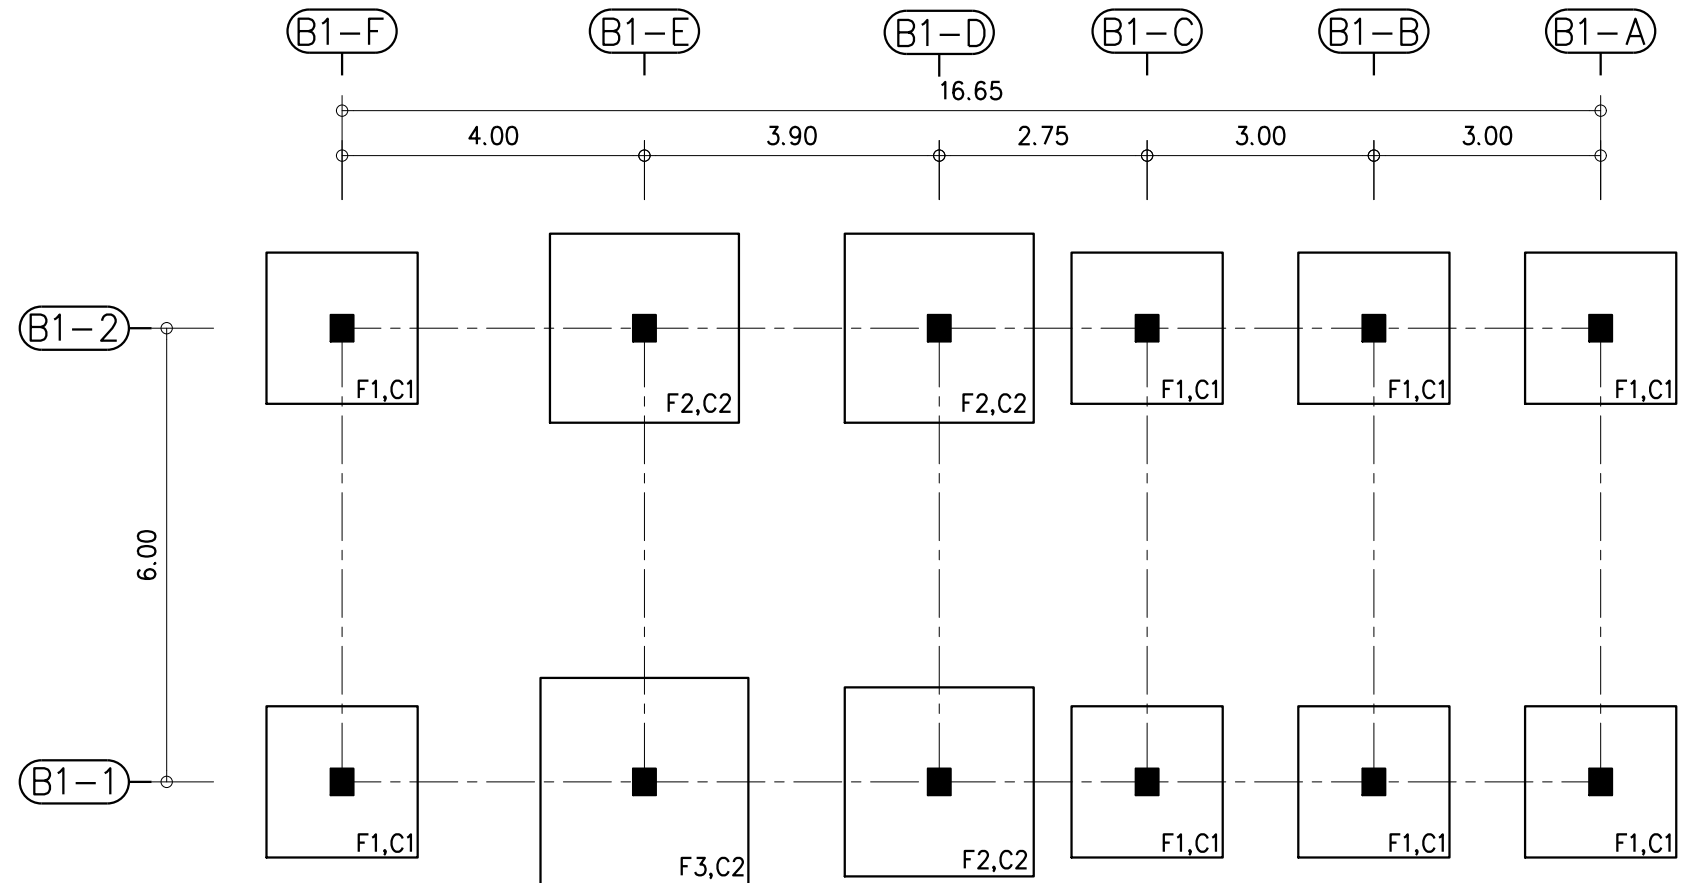 B1-F B1-E B1-D B1-C B1-B B1-A
16.65
4.00 3.90 2.75 3.00 3.00
B1-2
F1,C1 F2,C2 F2,C2 F1,C1 F1,C1 F1,C1
6.00
B1-1
F1,C1 F3,C2 F2,C2 F1,C1 F1,C1 F1,C1